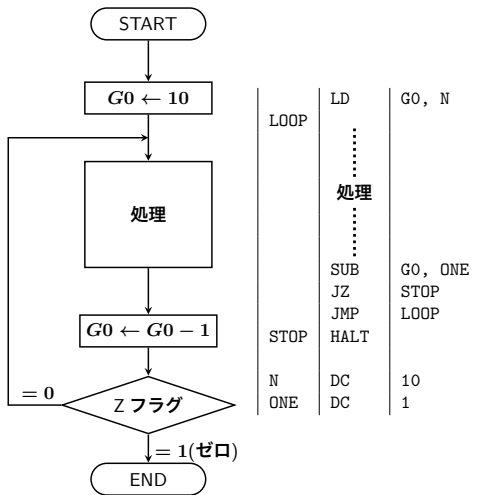 START
G0 ← 10
処理
G0 ← G0 − 1
= 0
Z フラグ
= 1(ゼロ)
END
LD G0, N
LOOP
処理
SUB G0, ONE
JZ STOP
JMP LOOP
STOP HALT
N DC 10
ONE DC 1